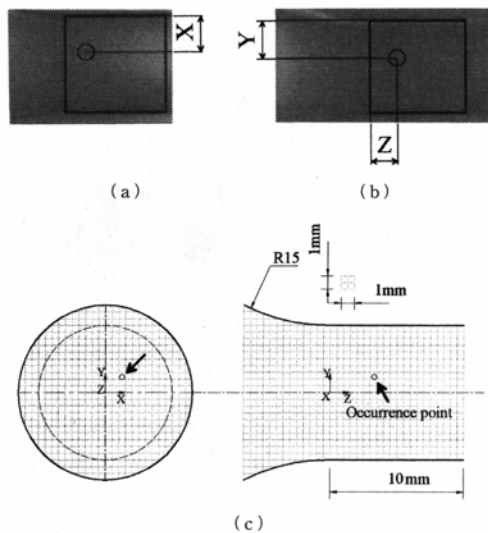 X
Y
Z
(a)
(b)
1mm
R15
1mm
Y
Z
X
Y
X
Z
Occurrence point
10mm
(c)